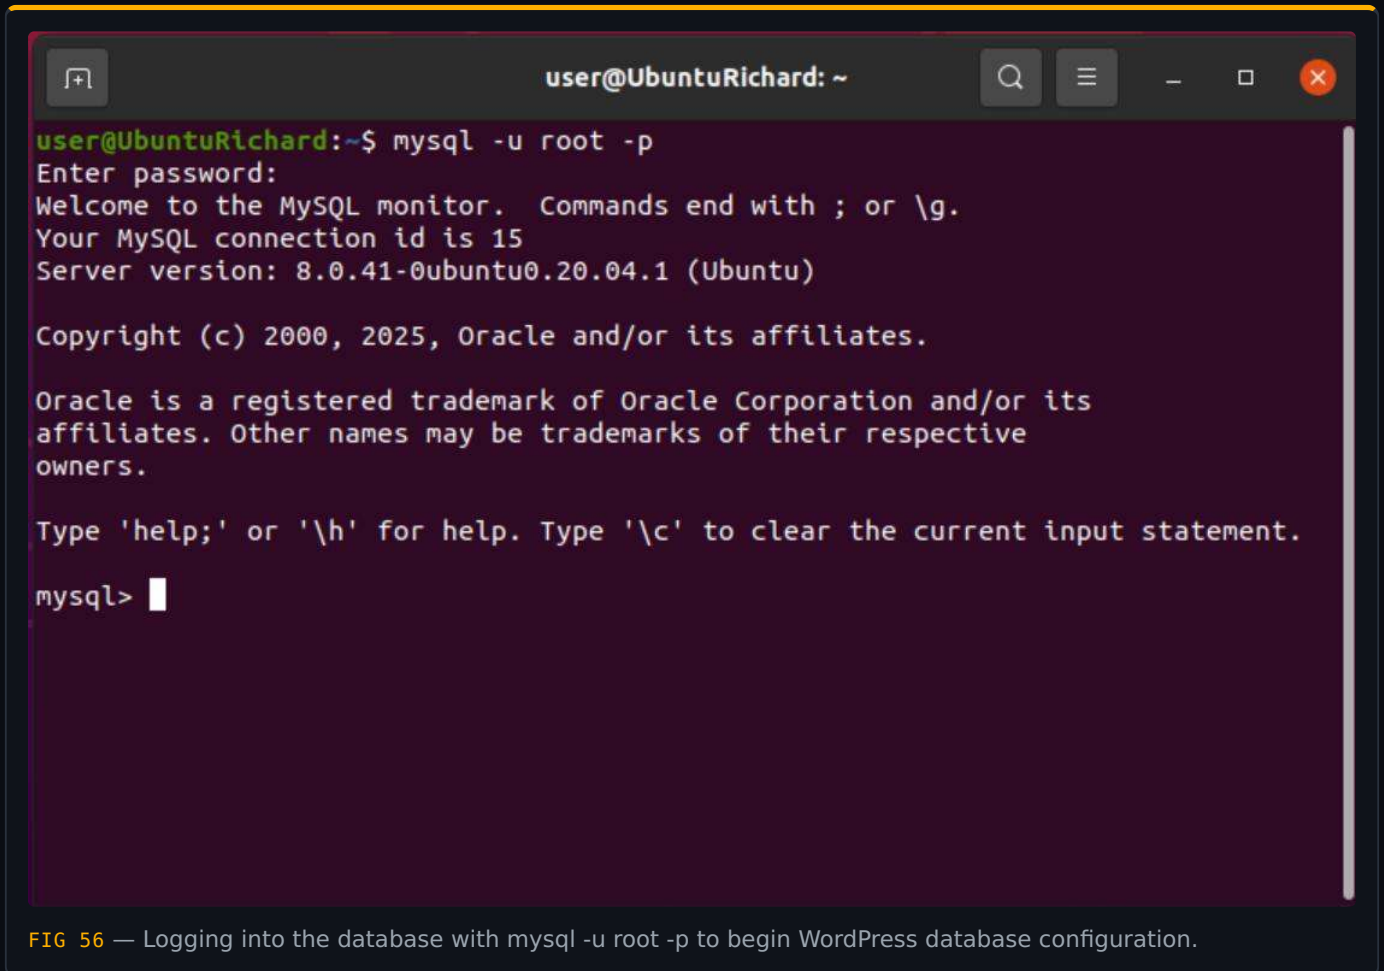 user@UbuntuRichard: ~
user@UbuntuRichard:~$ mysql -u root -p
Enter password:
Welcome to the MySQL monitor.  Commands end with ; or \g.
Your MySQL connection id is 15
Server version: 8.0.41-0ubuntu0.20.04.1 (Ubuntu)
Copyright (c) 2000, 2025, Oracle and/or its affiliates.
Oracle is a registered trademark of Oracle Corporation and/or its
affiliates. Other names may be trademarks of their respective
owners.
Type 'help;' or '\h' for help. Type '\c' to clear the current input statement.
mysql>
FIG 56 — Logging into the database with mysql -u root -p to begin WordPress database configuration.